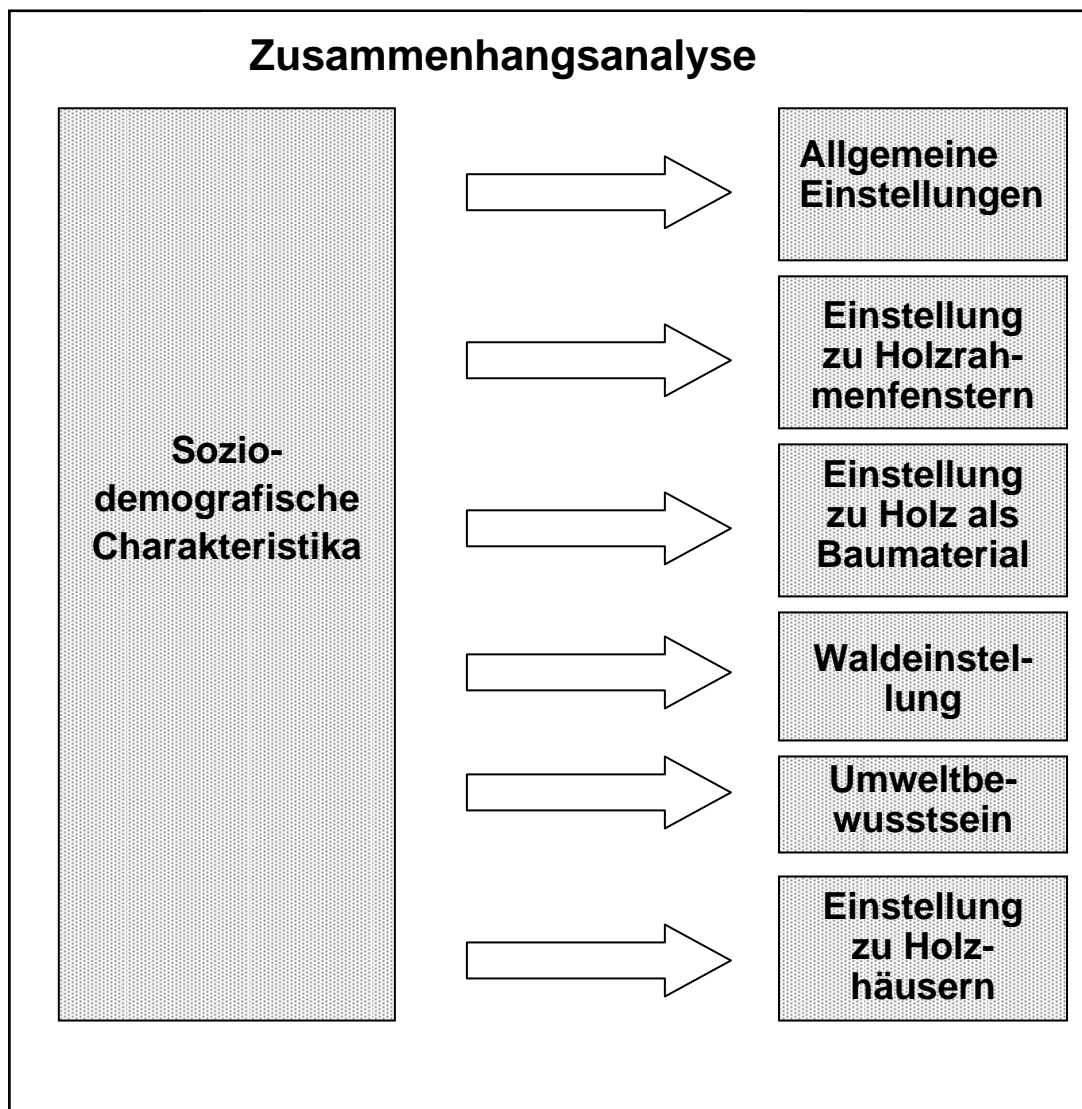 Zusammenhangsanalyse
Sozio-
demografische
Charakteristika
Allgemeine
Einstellungen
Einstellung
zu Holzrah-
menfenstern
Einstellung
zu Holz als
Baumaterial
Waldeinstel-
lung
Umweltbe-
wusstsein
Einstellung
zu Holz-
häusern